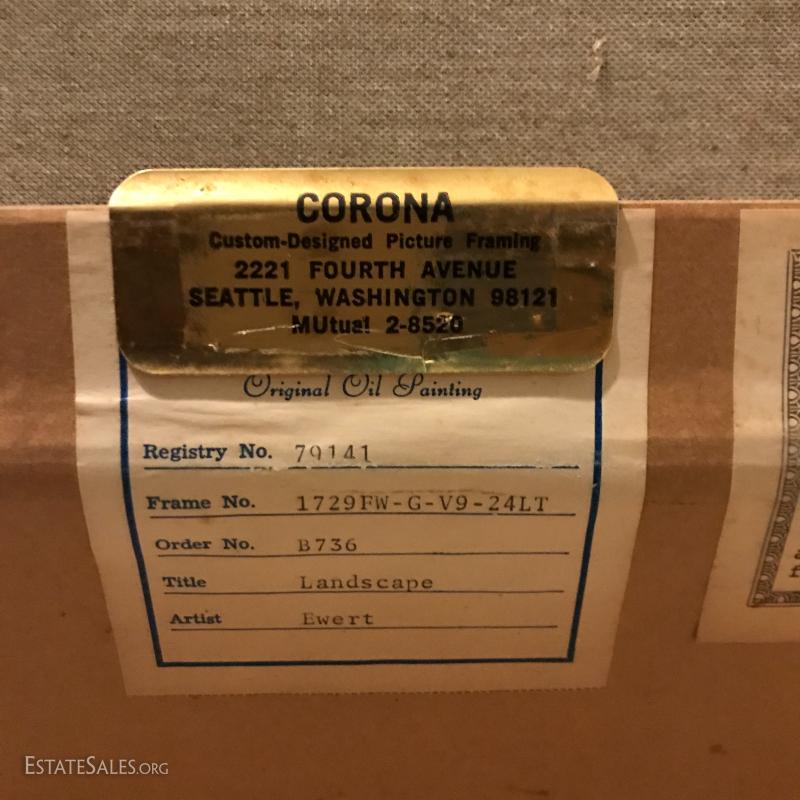 CORONA
Custom-Designed Picture Framing
2221 FOURTH AVENUE
SEATTLE, WASHINGTON 98121
MUtual 2-8520
Original Oil Painting
Registry No. 79141
Frame No. 1729FW-G-V9-24LT
Order No. B736
Title Landscape
Artist Ewert
ESTATESALES.ORG